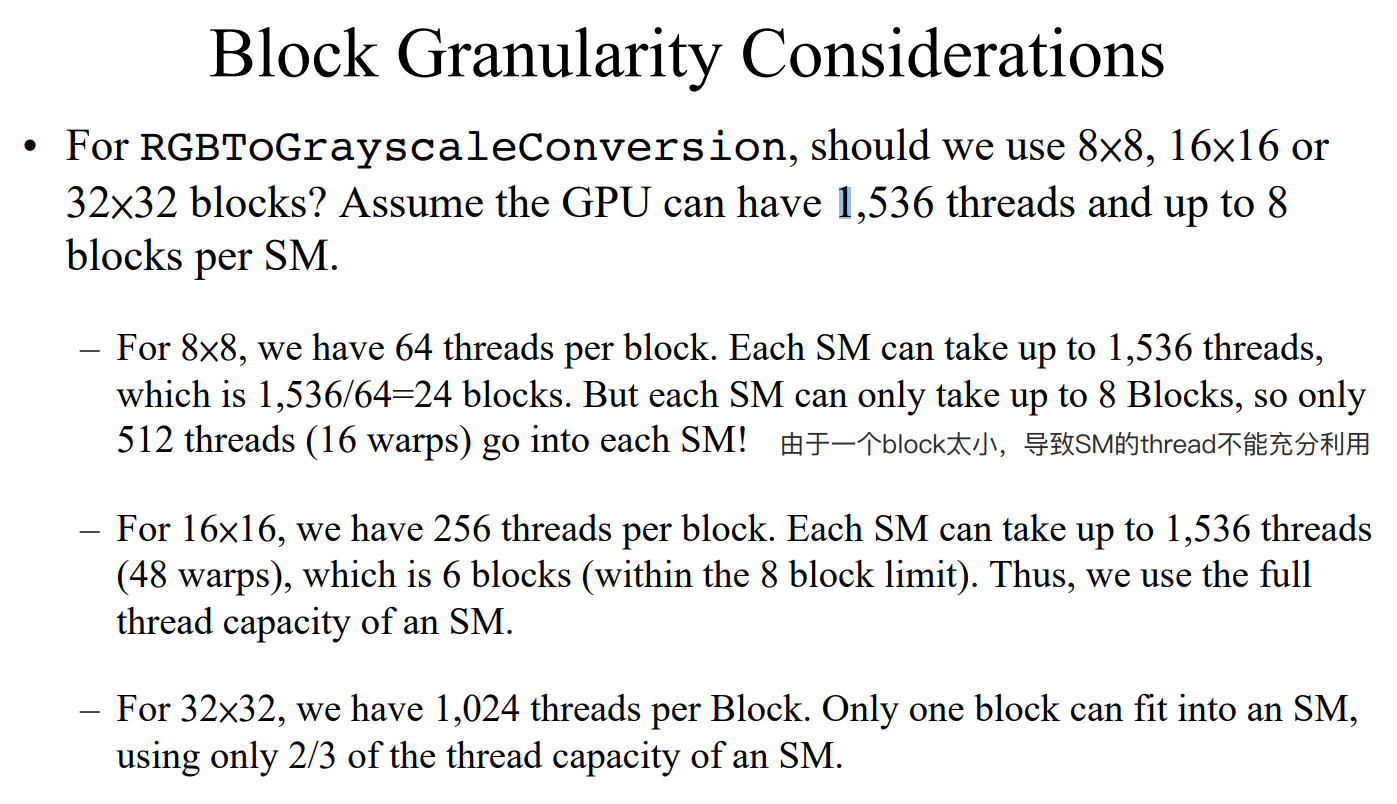 Block Granularity Considerations
• For RGBToGrayscaleConversion, should we use 8×8, 16×16 or
32×32 blocks? Assume the GPU can have 1,536 threads and up to 8
blocks per SM.
– For 8×8, we have 64 threads per block. Each SM can take up to 1,536 threads,
which is 1,536/64=24 blocks. But each SM can only take up to 8 Blocks, so only
512 threads (16 warps) go into each SM! 由于一个block太小，导致SM的thread不能充分利用
– For 16×16, we have 256 threads per block. Each SM can take up to 1,536 threads
(48 warps), which is 6 blocks (within the 8 block limit). Thus, we use the full
thread capacity of an SM.
– For 32×32, we have 1,024 threads per Block. Only one block can fit into an SM,
using only 2/3 of the thread capacity of an SM.